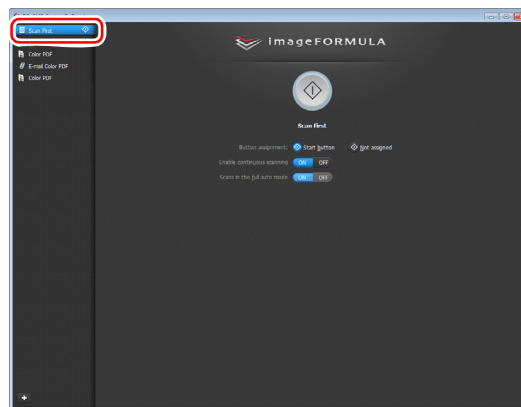 Scan First
Color PDF
E-mail Color PDF
Color PDF
imageFORMULA
Scan First
Button assignment: Start button Not assigned
Enable continuous scanning ON OFF
Scans in the full auto mode ON OFF